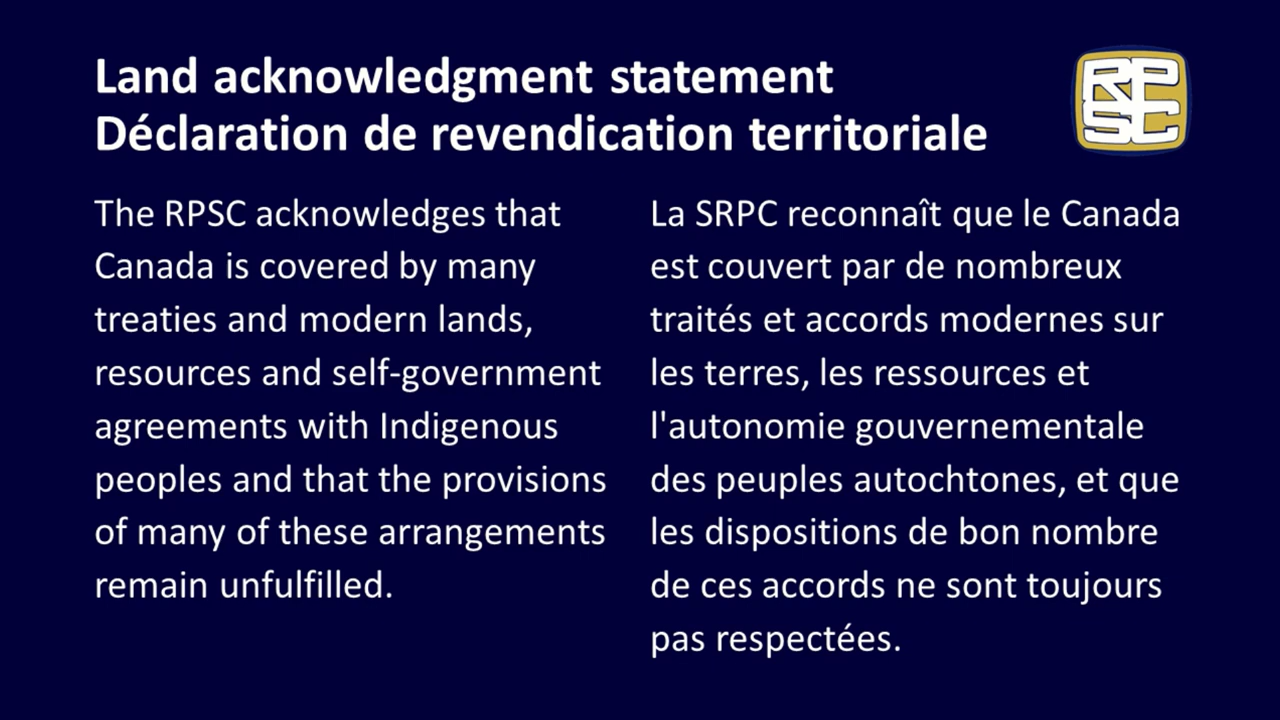 Land acknowledgment statement
Déclaration de revendication territoriale
RPSC
The RPSC acknowledges that
Canada is covered by many
treaties and modern lands,
resources and self-government
agreements with Indigenous
peoples and that the provisions
of many of these arrangements
remain unfulfilled.
La SRPC reconnaît que le Canada
est couvert par de nombreux
traités et accords modernes sur
les terres, les ressources et
l'autonomie gouvernementale
des peuples autochtones, et que
les dispositions de bon nombre
de ces accords ne sont toujours
pas respectées.